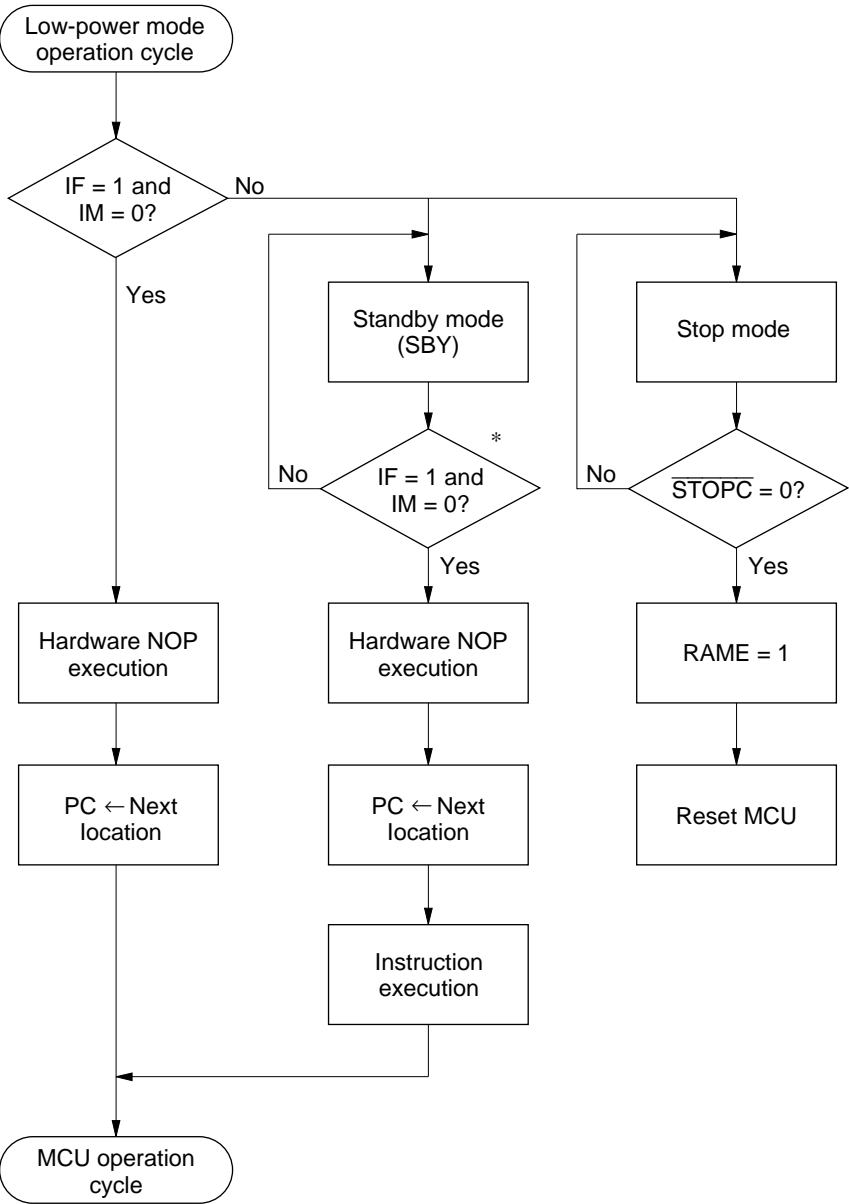 Low-power mode
operation cycle
IF = 1 and
IM = 0?
No
Yes
Standby mode
(SBY)
Stop mode
*
No
IF = 1 and
IM = 0?
No
S̅T̅O̅P̅C̅ = 0?
Yes
Yes
Hardware NOP
execution
Hardware NOP
execution
RAME = 1
PC ← Next
location
PC ← Next
location
Reset MCU
Instruction
execution
MCU operation
cycle